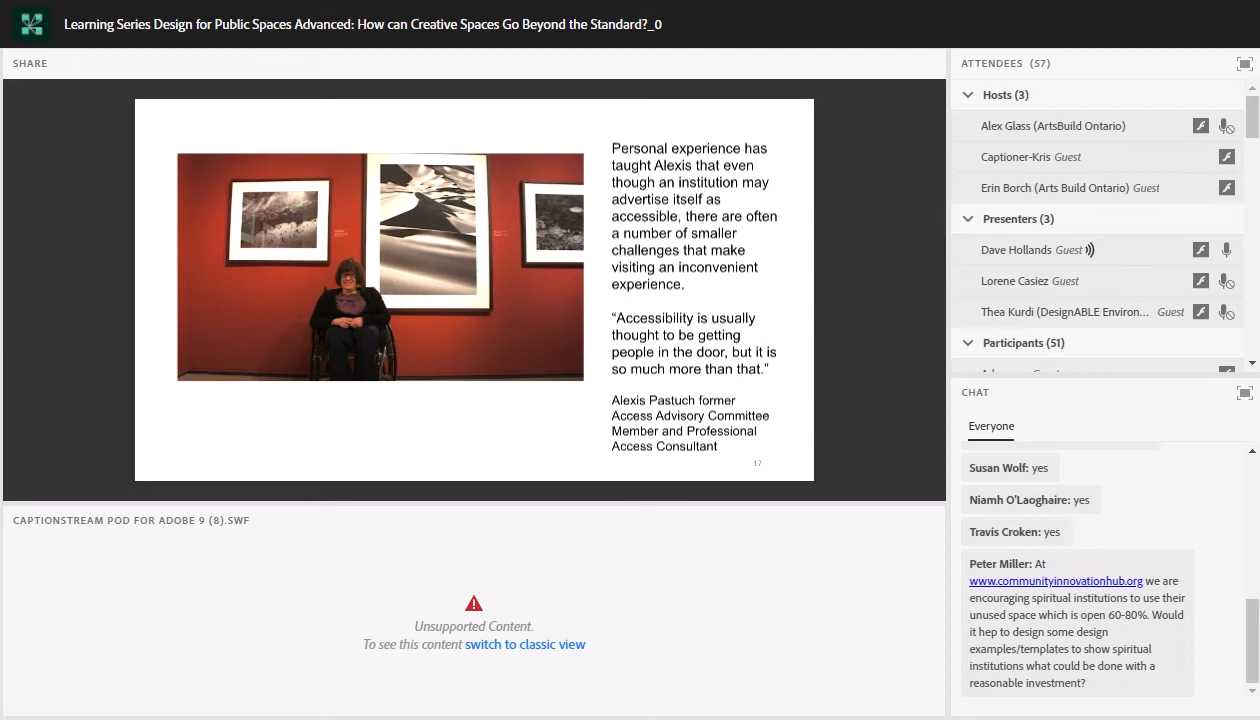 Learning Series Design for Public Spaces Advanced: How can Creative Spaces Go Beyond the Standard?_0
SHARE
Personal experience has
taught Alexis that even
though an institution may
advertise itself as
accessible, there are often
a number of smaller
challenges that make
visiting an inconvenient
experience.
“Accessibility is usually
thought to be getting
people in the door, but it is
so much more than that.”
Alexis Pastuch former
Access Advisory Committee
Member and Professional
Access Consultant
17
CAPTIONSTREAM POD FOR ADOBE 9 (8).SWF
Unsupported Content.
To see this content switch to classic view
ATTENDEES (57)
Hosts (3)
Alex Glass (ArtsBuild Ontario)
Captioner-Kris Guest
Erin Borch (Arts Build Ontario) Guest
Presenters (3)
Dave Hollands Guest
Lorene Casiez Guest
Thea Kurdi (DesignABLE Environ... Guest
Participants (51)
CHAT
Everyone
Susan Wolf: yes
Niamh O'Laoghaire: yes
Travis Croken: yes
Peter Miller: At
www.communityinnovationhub.org we are
encouraging spiritual institutions to use their
unused space which is open 60-80%. Would
it hep to design some design
examples/templates to show spiritual
institutions what could be done with a
reasonable investment?